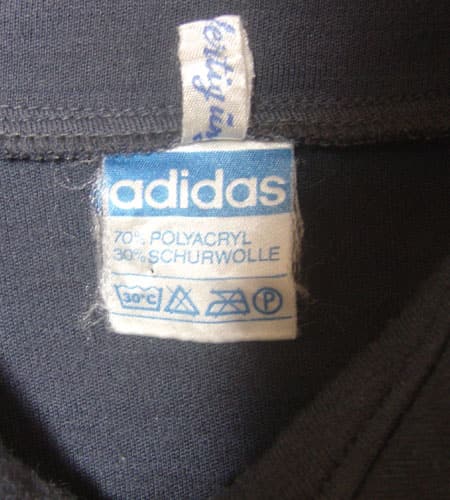 adidas
70% POLYACRYL
30% SCHURWOLLE
30°C P